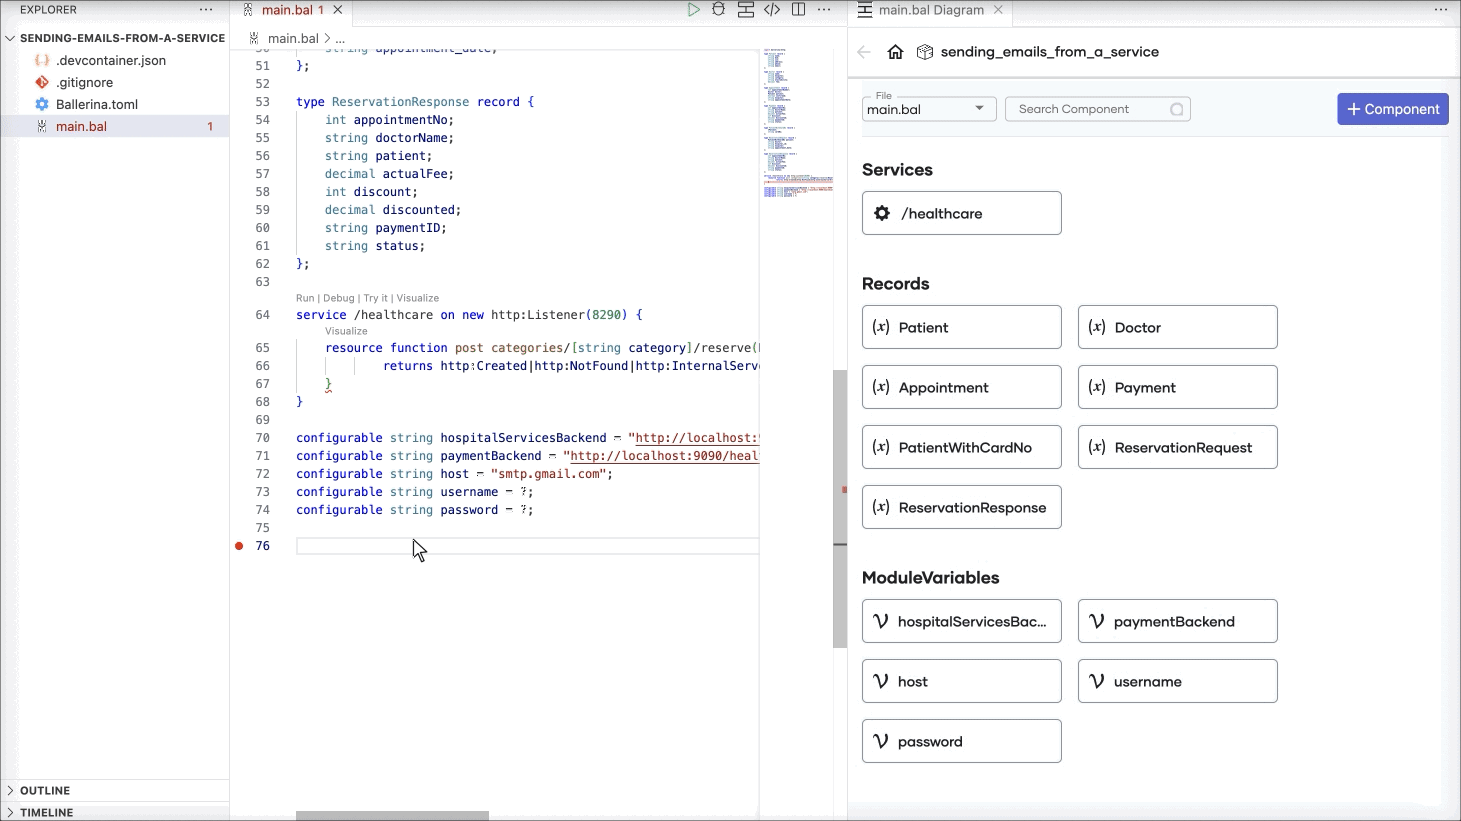 EXPLORER
SENDING-EMAILS-FROM-A-SERVICE
.devcontainer.json
.gitignore
Ballerina.toml
main.bal 1
OUTLINE
TIMELINE
main.bal 1
main.bal > ...
string appointment_date;
51 };
52
53 type ReservationResponse record {
54 int appointmentNo;
55 string doctorName;
56 string patient;
57 decimal actualFee;
58 int discount;
59 decimal discounted;
60 string paymentID;
61 string status;
62 };
63
Run | Debug | Try it | Visualize
64 service /healthcare on new http:Listener(8290) {
Visualize
65 resource function post categories/[string category]/reserve(
66 returns http:Created|http:NotFound|http:InternalServ
67 }
68 }
69
70 configurable string hospitalServicesBackend = "http://localhost:
71 configurable string paymentBackend = "http://localhost:9090/heal
72 configurable string host = "smtp.gmail.com";
73 configurable string username = ?;
74 configurable string password = ?;
75
76
main.bal Diagram
sending_emails_from_a_service
File
main.bal
Search Component
+ Component
Services
/healthcare
Records
(x) Patient
(x) Doctor
(x) Appointment
(x) Payment
(x) PatientWithCardNo
(x) ReservationRequest
(x) ReservationResponse
ModuleVariables
hospitalServicesBac...
paymentBackend
host
username
password